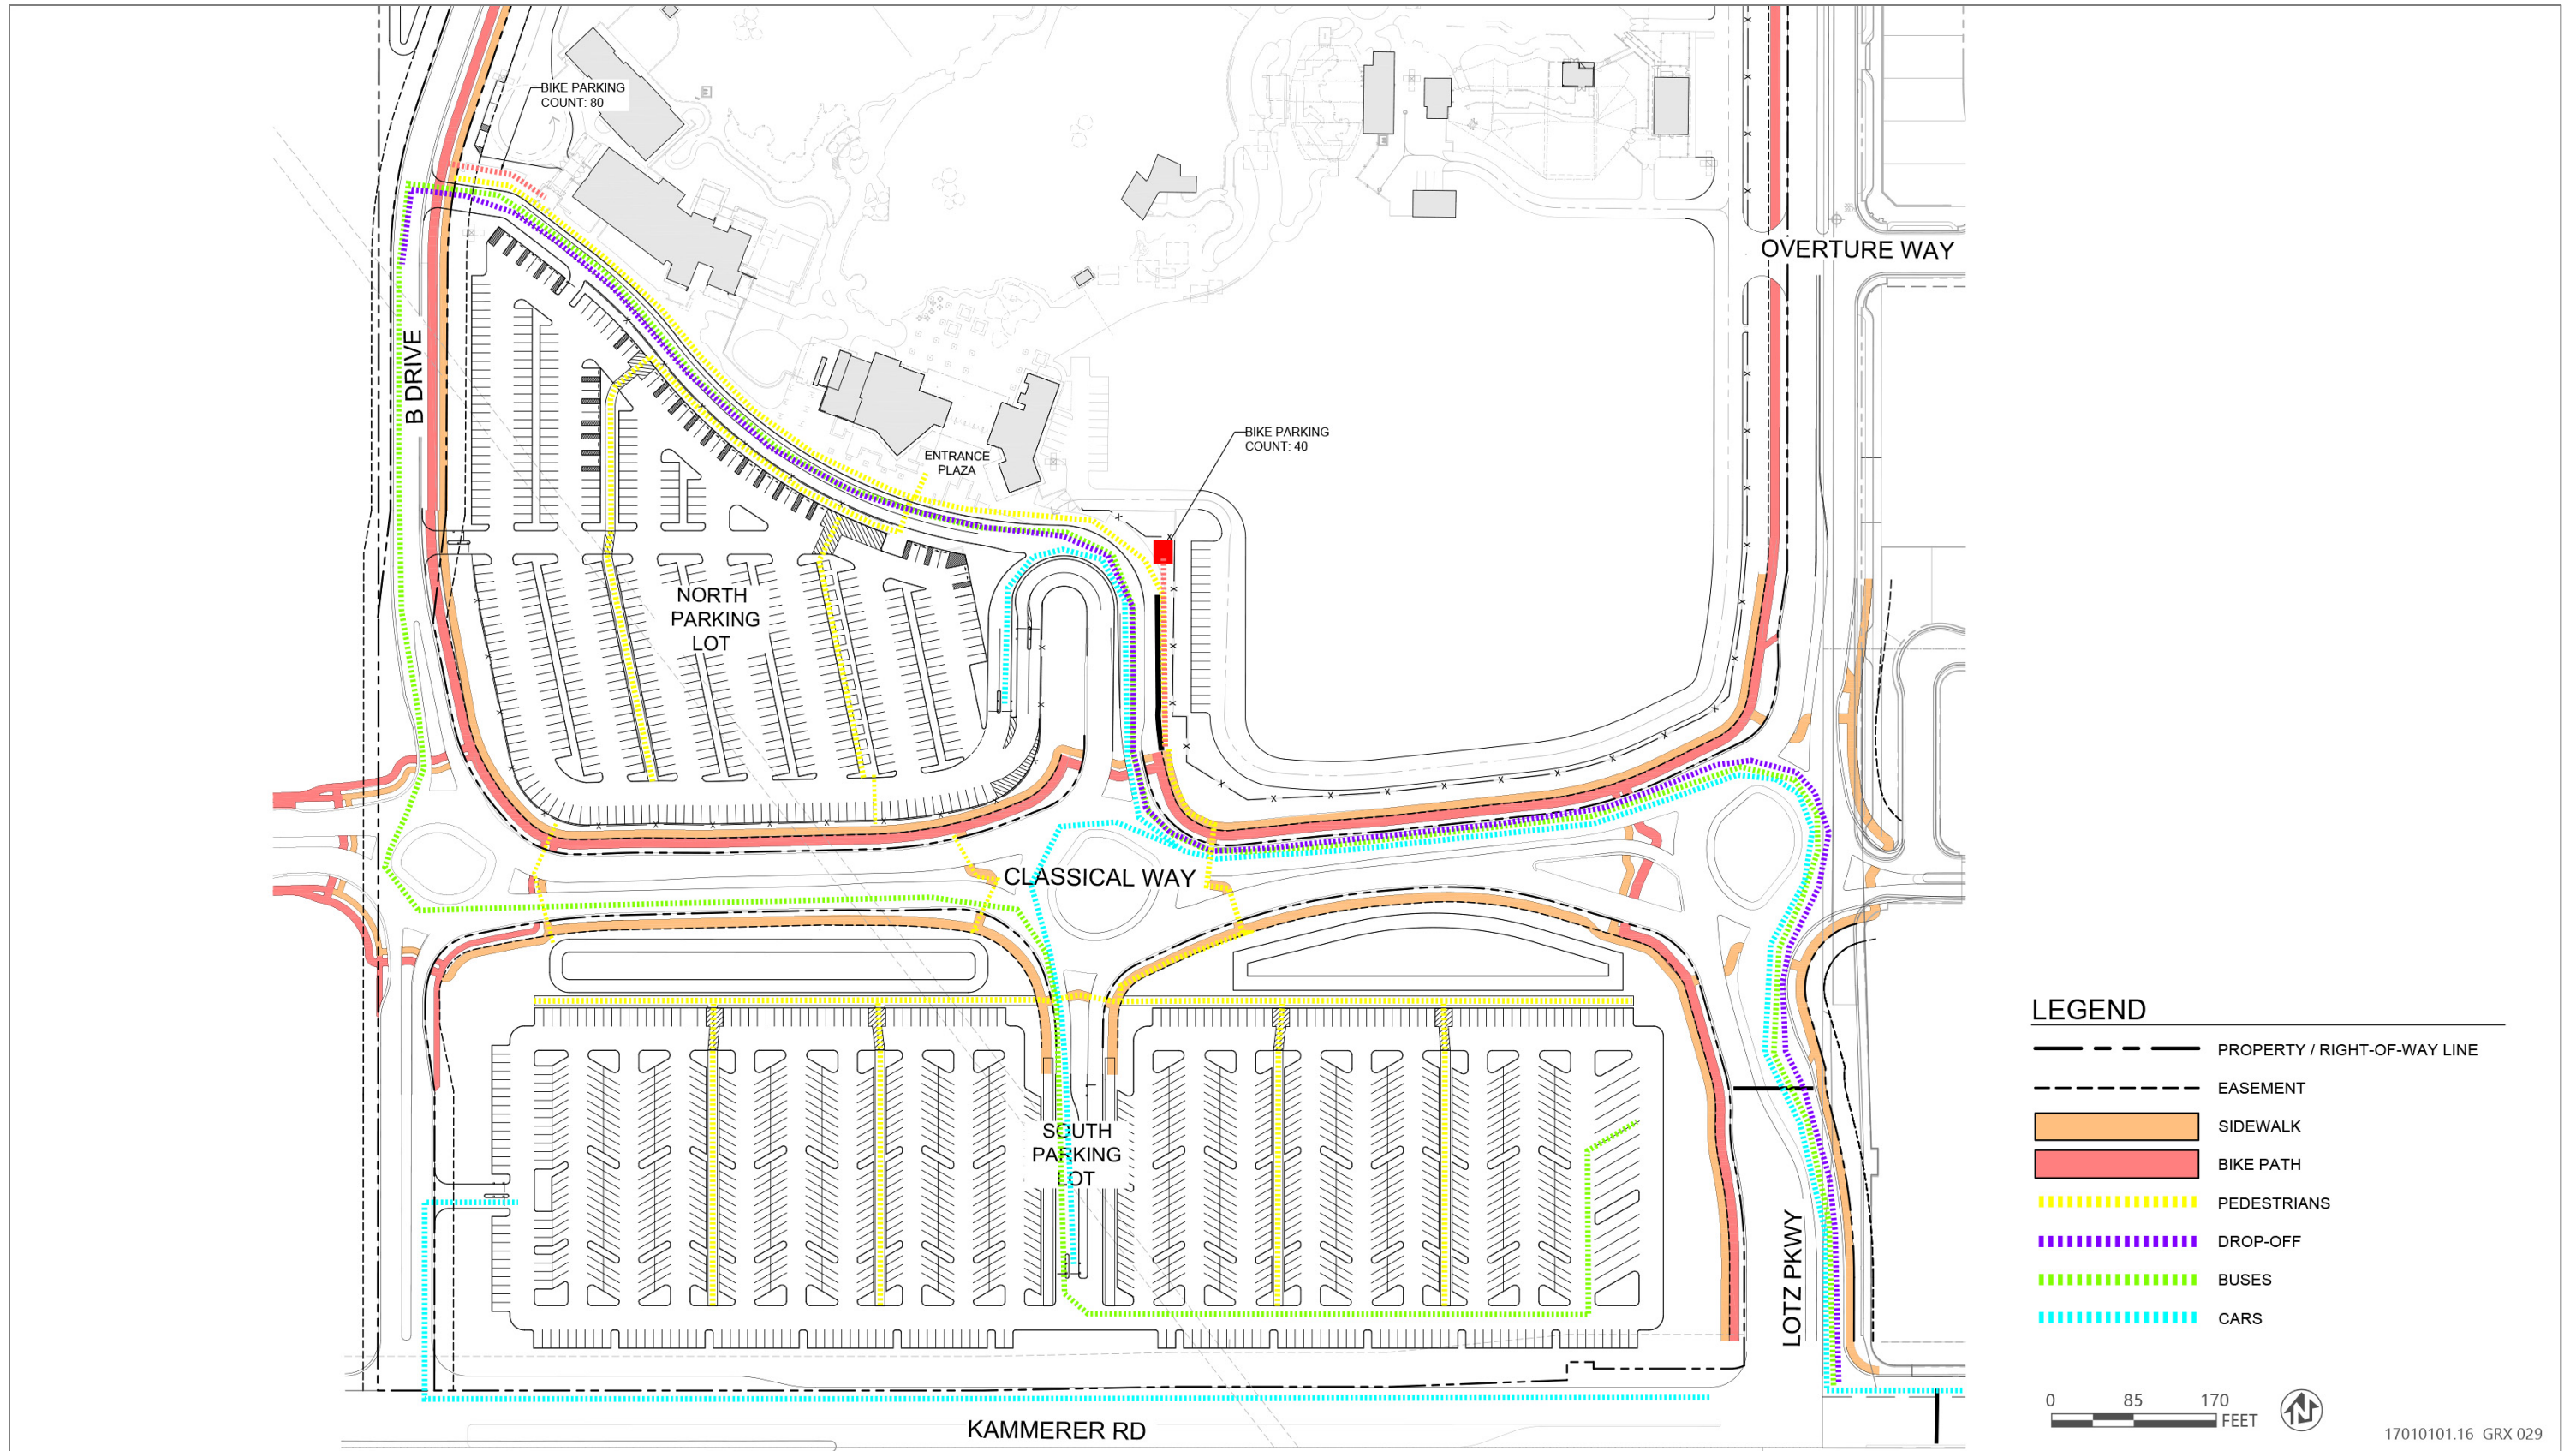 BIKE PARKING
COUNT: 80
OVERTURE WAY
B DRIVE
BIKE PARKING
COUNT: 40
ENTRANCE
PLAZA
NORTH
PARKING
LOT
CLASSICAL WAY
SOUTH
PARKING
LOT
LOTZ PKWY
KAMMERER RD
LEGEND
PROPERTY / RIGHT-OF-WAY LINE
EASEMENT
SIDEWALK
BIKE PATH
PEDESTRIANS
DROP-OFF
BUSES
CARS
0 85 170
FEET
N
17010101.16 GRX 029